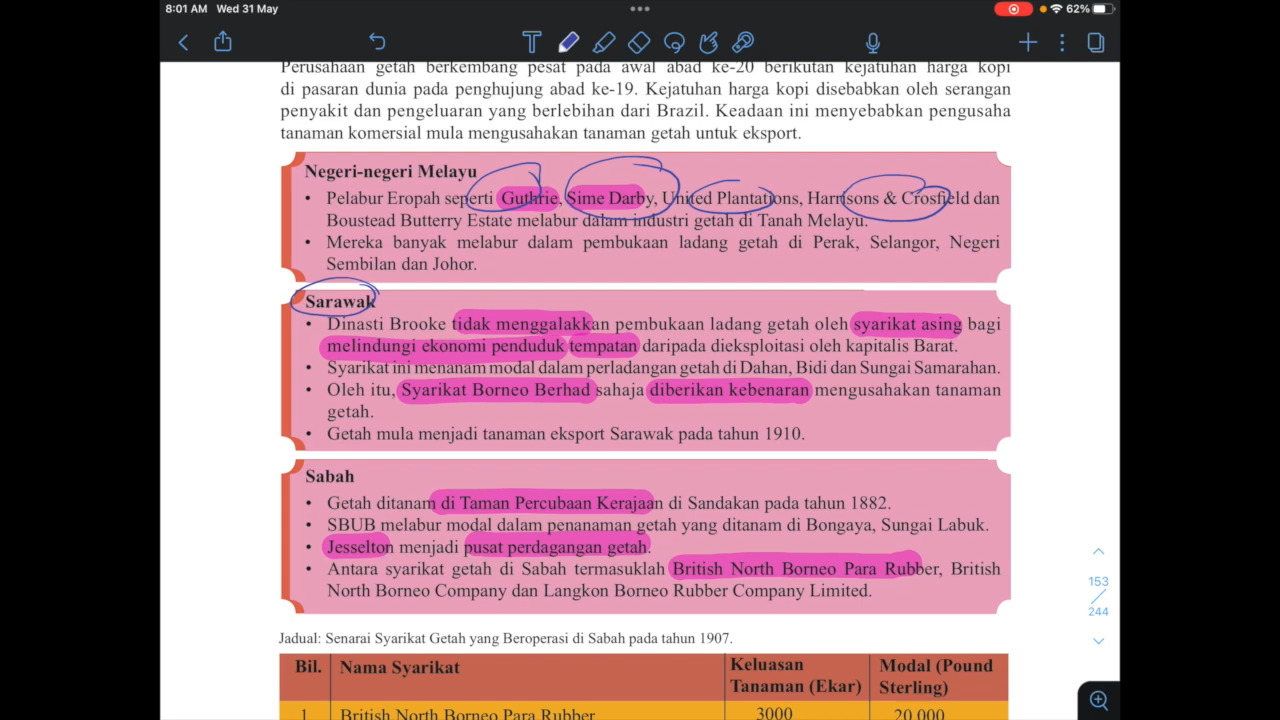 8:01 AM Wed 31 May
62%
Perusahaan getah berkembang pesat pada awal abad ke-20 berikutan kejatuhan harga kopi
di pasaran dunia pada penghujung abad ke-19. Kejatuhan harga kopi disebabkan oleh serangan
penyakit dan pengeluaran yang berlebihan dari Brazil. Keadaan ini menyebabkan pengusaha
tanaman komersial mula mengusahakan tanaman getah untuk eksport.
Negeri-negeri Melayu
• Pelabur Eropah seperti Guthrie, Sime Darby, United Plantations, Harrisons & Crosfield dan
Boustead Butterry Estate melabur dalam industri getah di Tanah Melayu.
• Mereka banyak melabur dalam pembukaan ladang getah di Perak, Selangor, Negeri
Sembilan dan Johor.
Sarawak
• Dinasti Brooke tidak menggalakkan pembukaan ladang getah oleh syarikat asing bagi
melindungi ekonomi penduduk tempatan daripada dieksploitasi oleh kapitalis Barat.
• Syarikat ini menanam modal dalam perladangan getah di Dahan, Bidi dan Sungai Samarahan.
• Oleh itu, Syarikat Borneo Berhad sahaja diberikan kebenaran mengusahakan tanaman
getah.
• Getah mula menjadi tanaman eksport Sarawak pada tahun 1910.
Sabah
• Getah ditanam di Taman Percubaan Kerajaan di Sandakan pada tahun 1882.
• SBUB melabur modal dalam penanaman getah yang ditanam di Bongaya, Sungai Labuk.
• Jesselton menjadi pusat perdagangan getah.
• Antara syarikat getah di Sabah termasuklah British North Borneo Para Rubber, British
North Borneo Company dan Langkon Borneo Rubber Company Limited.
153
244
Jadual: Senarai Syarikat Getah yang Beroperasi di Sabah pada tahun 1907.
Bil. Nama Syarikat Keluasan Tanaman (Ekar) Modal (Pound Sterling)
1 British North Borneo Para Rubber 3000 20 000